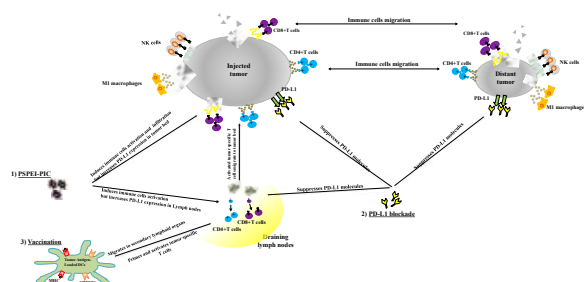 CD8+T cells
Immune cells migration
CD8+T cells
NK cells
CD4+T cells
Injected
tumor
Immune cells migration
CD4+T cells
NK cells
Distant
tumor
M1 macrophages
PD-L1
PD-L1
M1 macrophages
Induces immune cells activation and infiltration
but increases PD-L1 expression in tumor bed
Suppresses PD-L1 molecules
Suppresses PD-L1 molecules
1) PSPEI-PIC
Induces immune cells activation
but increases PD-L1 expression in Lymph nodes
Suppresses PD-L1 molecules
2) PD-L1 blockade
CD8+T cells
CD4+T cells
Draining
lymph nodes
3) Vaccination
Migrates to secondary lymphoid organs
Primes and activates tumor specific
T cells
Tumor Antigen-
Loaded DCs
MHC